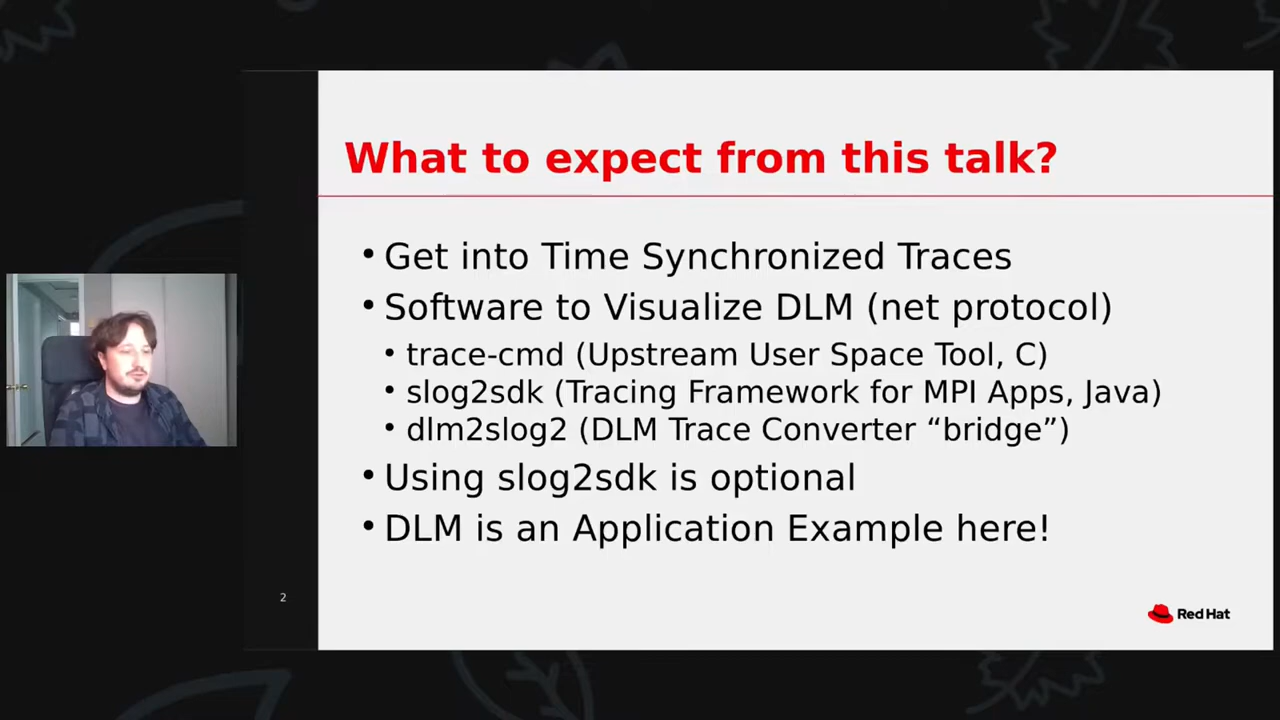 What to expect from this talk?
• Get into Time Synchronized Traces
• Software to Visualize DLM (net protocol)
• trace-cmd (Upstream User Space Tool, C)
• slog2sdk (Tracing Framework for MPI Apps, Java)
• dlm2slog2 (DLM Trace Converter “bridge”)
• Using slog2sdk is optional
• DLM is an Application Example here!
2
Red Hat